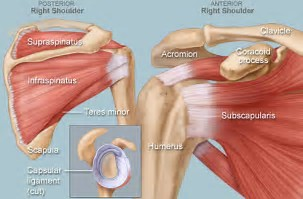 POSTERIOR
Right Shoulder
Supraspinatus
Infraspinatus
Teres minor
Scapula
Capsular
ligament
(cut)
ANTERIOR
Right Shoulder
Clavicle
Acromion
Coracoid
process
Subscapularis
Humerus